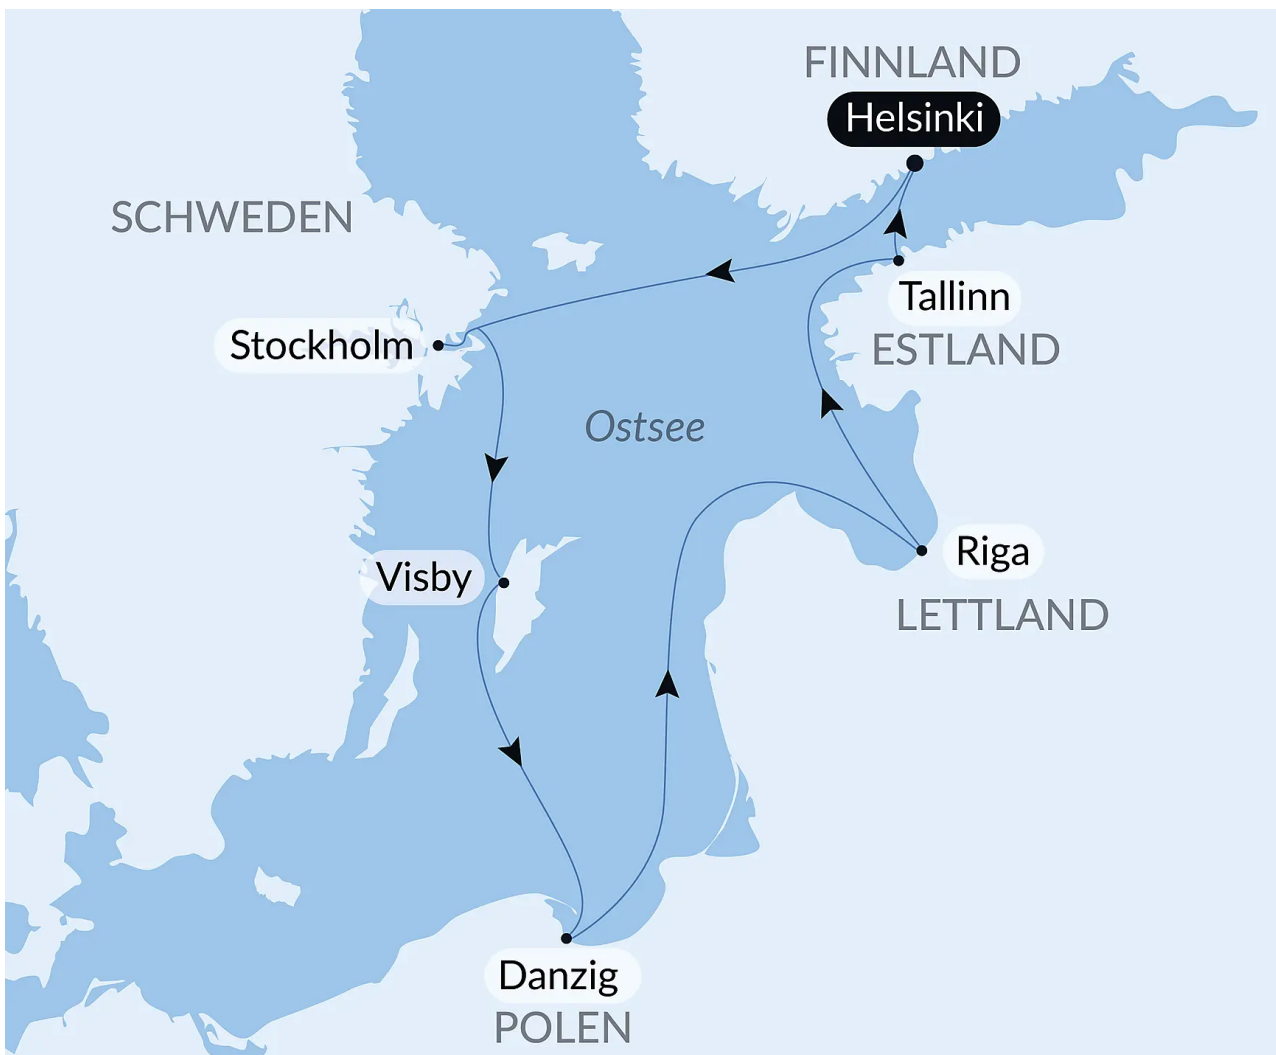 FINNLAND
Helsinki
SCHWEDEN
Tallinn
Stockholm
ESTLAND
Ostsee
Riga
Visby
LETTLAND
Danzig
POLEN